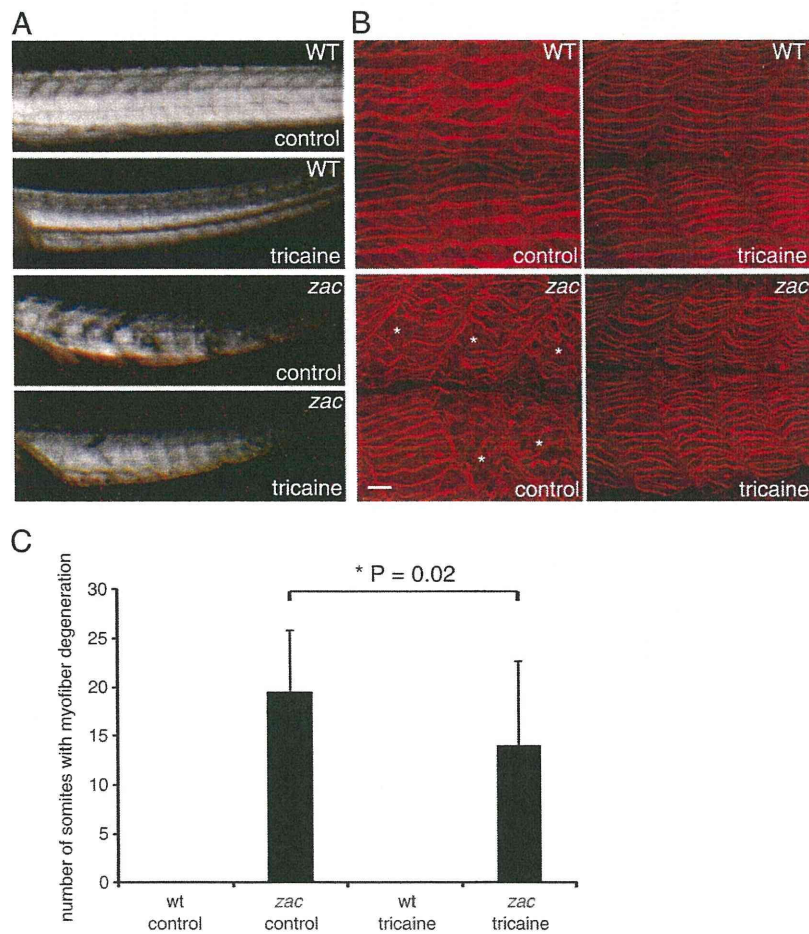 A
WT
control
WT
tricaine
zac
control
zac
tricaine
B
WT
control
WT
tricaine
zac
* * *
* *
control
zac
tricaine
C
* P = 0.02
number of somites with myofiber degeneration
30
25
20
15
10
5
0
wt control
zac control
wt tricaine
zac tricaine